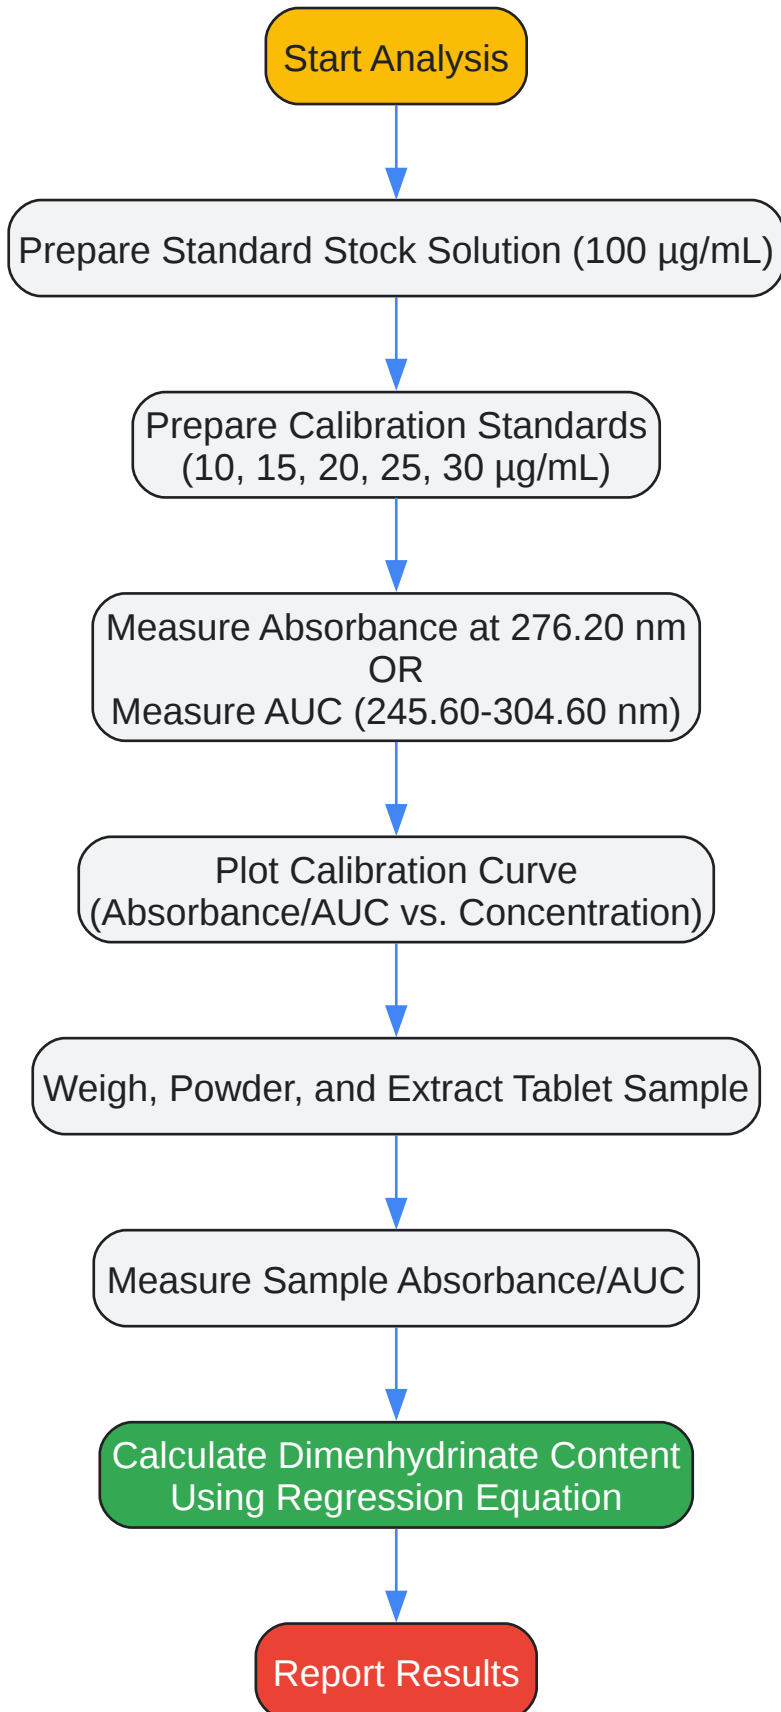 Start Analysis
Prepare Standard Stock Solution (100 µg/mL)
Prepare Calibration Standards
(10, 15, 20, 25, 30 µg/mL)
Measure Absorbance at 276.20 nm
OR
Measure AUC (245.60-304.60 nm)
Plot Calibration Curve
(Absorbance/AUC vs. Concentration)
Weigh, Powder, and Extract Tablet Sample
Measure Sample Absorbance/AUC
Calculate Dimenhydrinate Content
Using Regression Equation
Report Results